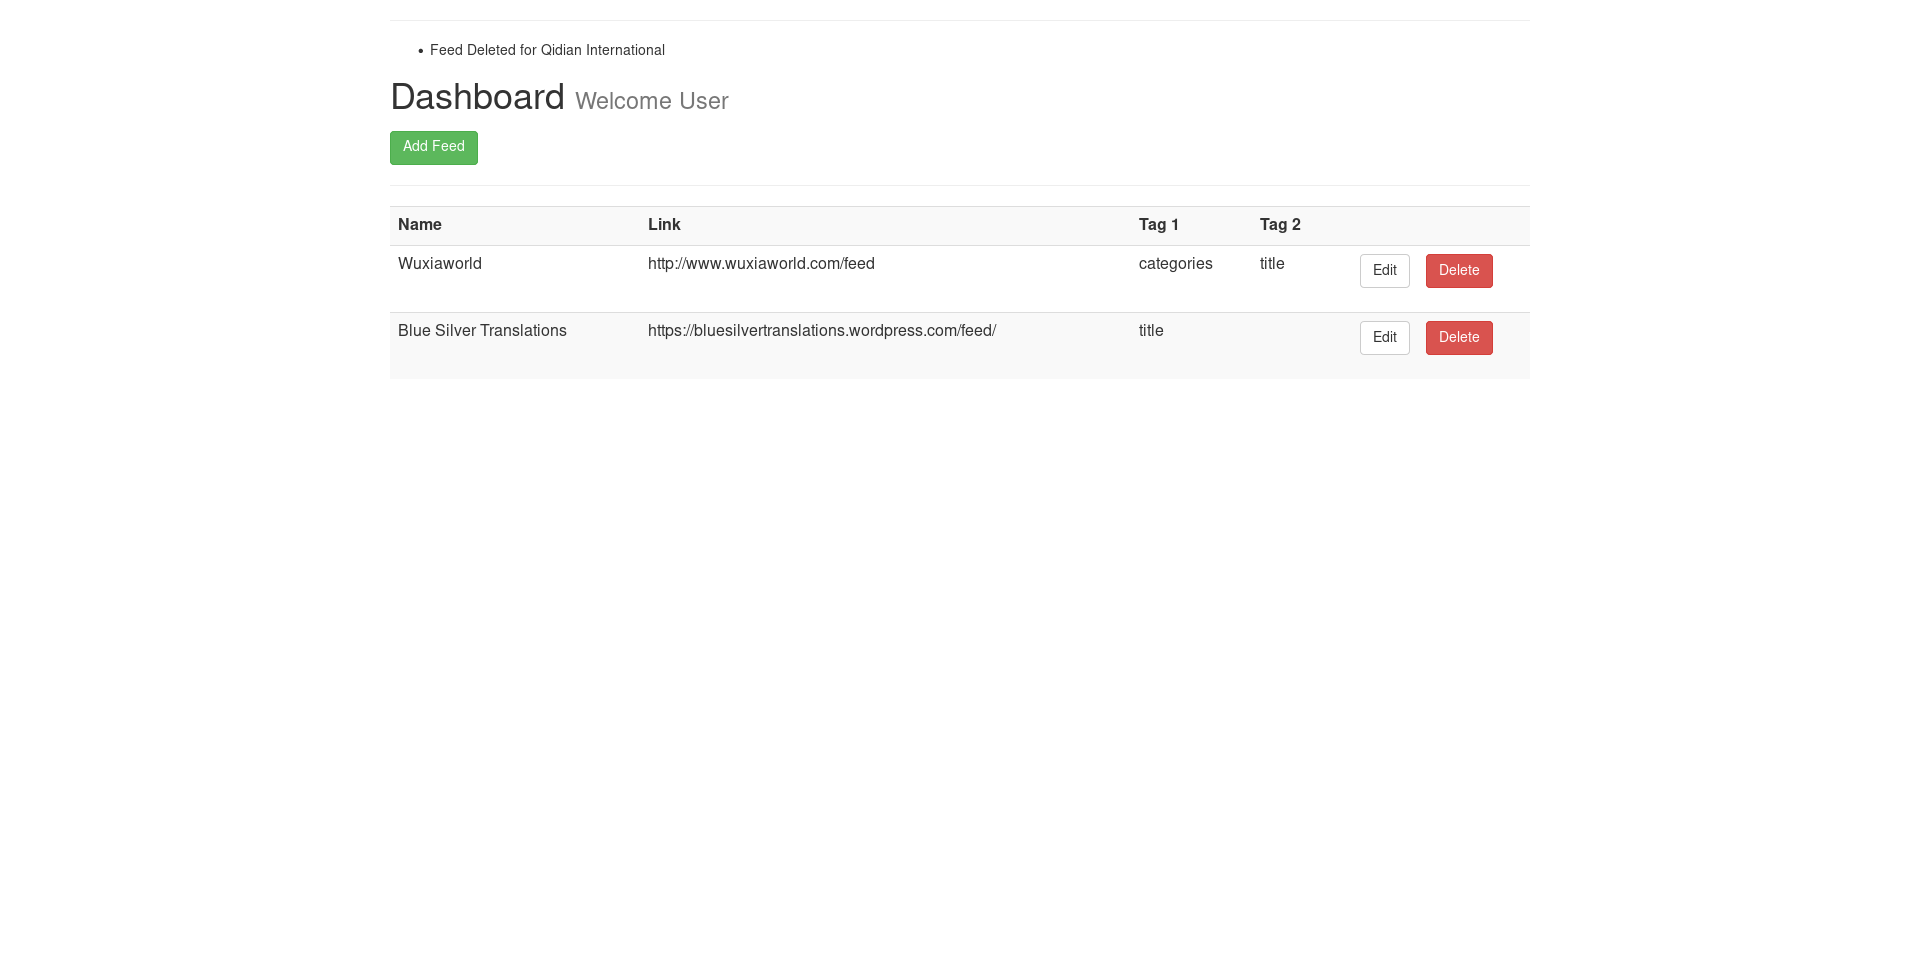 • Feed Deleted for Qidian International
Dashboard Welcome User
Add Feed
Name Link Tag 1 Tag 2
Wuxiaworld http://www.wuxiaworld.com/feed categories title Edit Delete
Blue Silver Translations https://bluesilvertranslations.wordpress.com/feed/ title Edit Delete